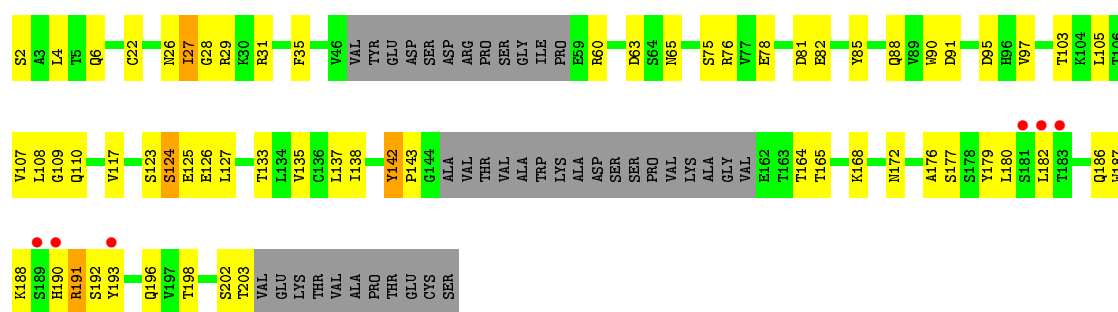 S2 A3 L4 T5 Q6 C22 N26 I27 G28 R29 K30 R31 F35 V46 VAL TYR GLU ASP SER ASP ARG PRO SER GLY ILE PRO E59 R60 D63 S64 N65 S75 R76 V77 E78 D81 E82 Y85 Q88 V89 W90 D91 D95 H96 V97 T103 K104 L105 T106
V107 L108 G109 Q110 V117 S123 S124 E125 E126 L127 T133 L134 V135 C136 L137 I138 Y142 P143 G144 ALA VAL THR VAL ALA TRP LYS ALA ASP SER SER PRO VAL LYS ALA GLY VAL E162 T163 T164 T165 K168 N172 A176 S177 S178 Y179 L180 S181 L182 T183 Q186 W187
K188 S189 H190 R191 S192 Y193 Q196 V197 T198 S202 T203 VAL GLU LYS THR VAL ALA PRO THR GLU CYS SER